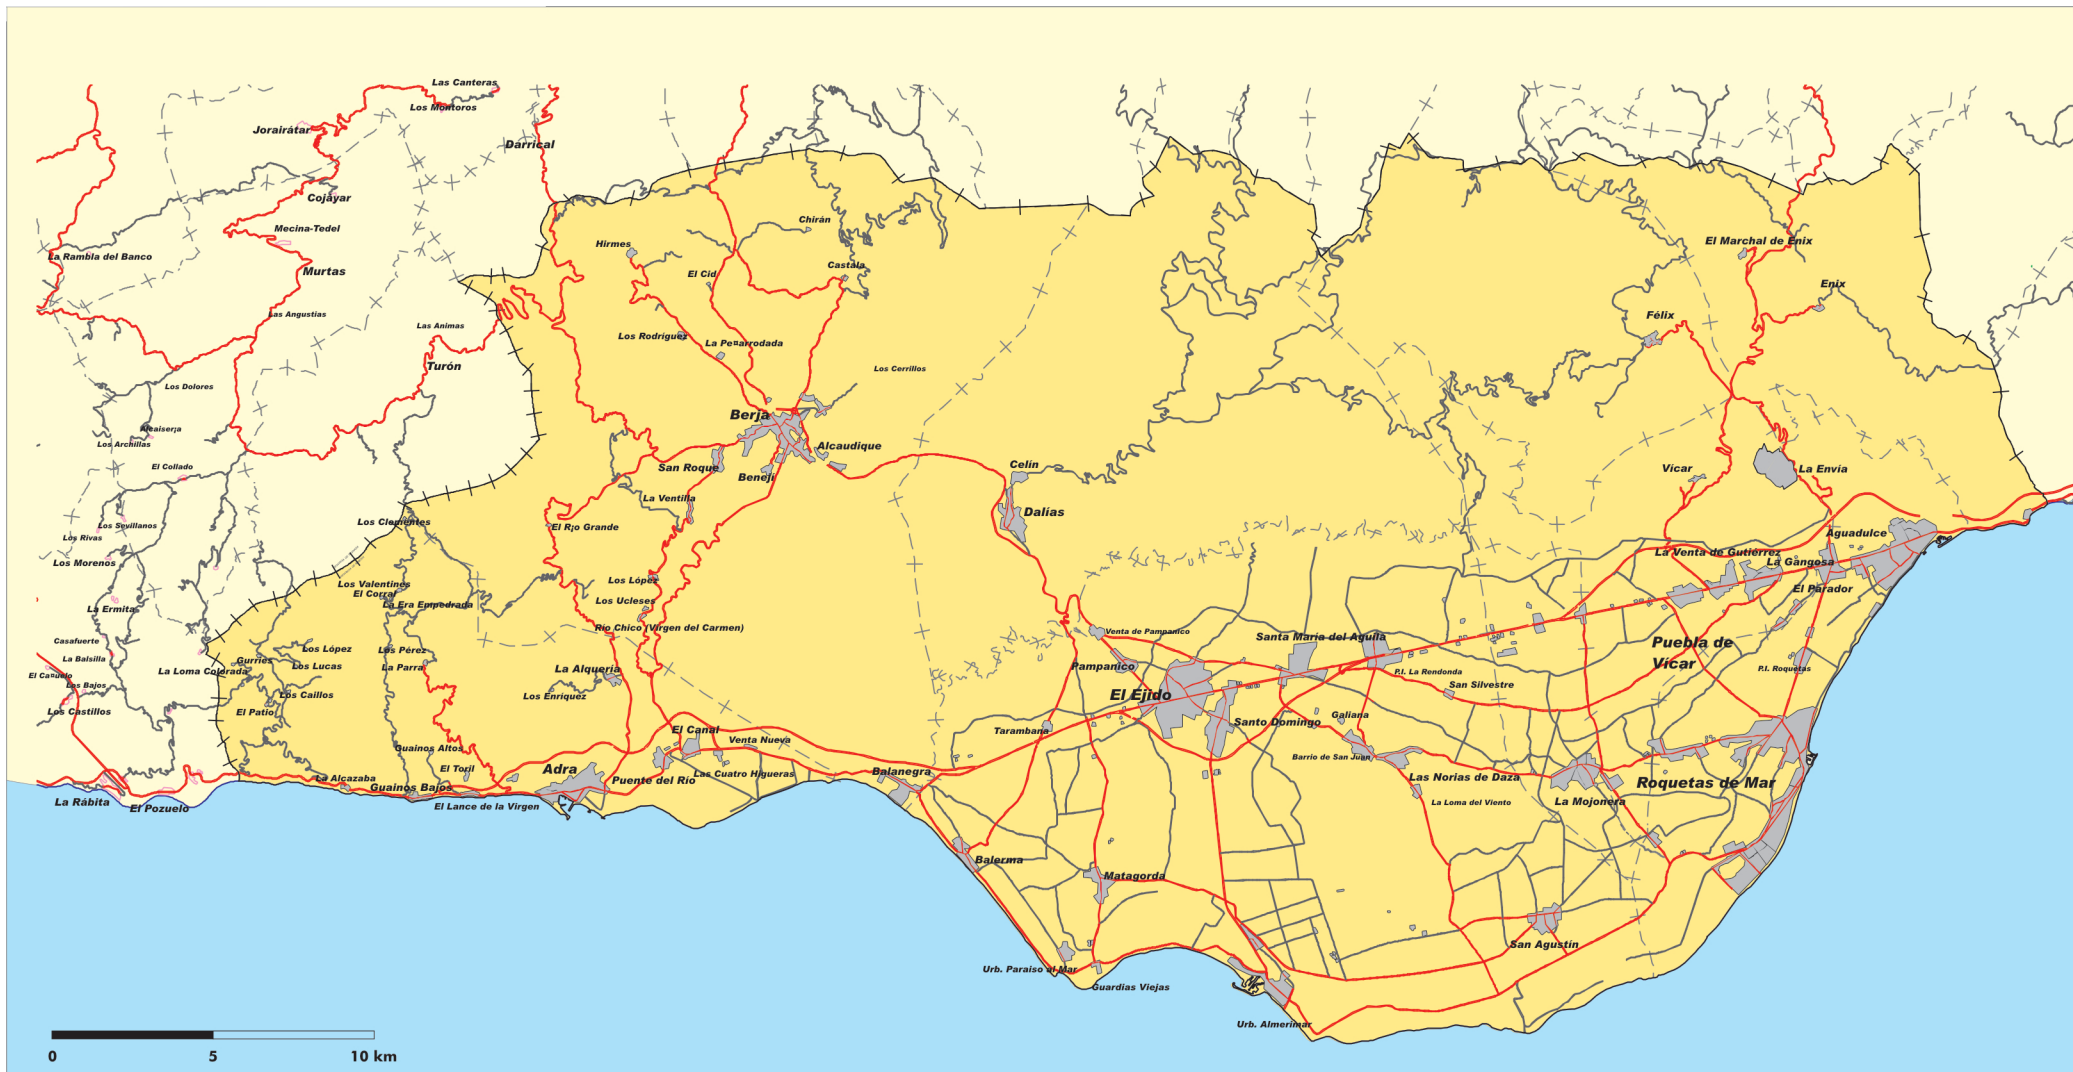 Las Canteras
Los Montoros
Jorairátar
Darrical
Cojáyar
Chirán
Mecina-Tedel
Hirmes
El Marchal de Enix
La Rambla del Banco
Castala
Murtas
El Cid
Enix
Las Angustias
Félix
Las Animas
Los Rodríguez
La Pe¤arrodada
Turón
Los Cerrillos
Los Dolores
Berja
Alcaiser¡a
Los Archillas
Alcaudique
El Collado
San Roque
Celín
Vícar
La Envía
Benejí
La Ventilla
Dalías
Los Clementes
Los Sevillanos
El R¡o Grande
Aguadulce
Los Rivas
La Venta de Gutiérrez
Los Morenos
La Gangosa
Los López
Los Valentines
El Corral
El Parador
La Era Empedrada
Los Ucleses
La Ermita
Río Chico (Virgen del Carmen)
Venta de Pampanico
Santa María del Aguila
Casafuerte
Puebla de
Vícar
Los López
Los Pérez
La Balsilla
Gurriés
Los Lucas
La Parra
La Alquería
Pampanico
P.I. Roquetas
La Loma Colorada
P.I. La Redonda
El Ca¤uelo
Los Bajos
San Silvestre
Los Caillos
Los Enríquez
El Ejido
Los Castillos
El Patio
Galiana
Santo Domingo
El Canal
Tarambana
Venta Nueva
Guainos Altos
Barrio de San Juan
El Toril
Adra
Balanegra
Las Cuatro Higueras
La Alcazaba
Puente del Río
Las Norias de Daza
Roquetas de Mar
Guainos Bajos
La Rábita
El Pozuelo
El Lance de la Virgen
La Loma del Viento
La Mojonera
Balerma
Matagorda
San Agustín
Urb. Paraiso al Mar
Guardias Viejas
Urb. Almerimar
0 5 10 km